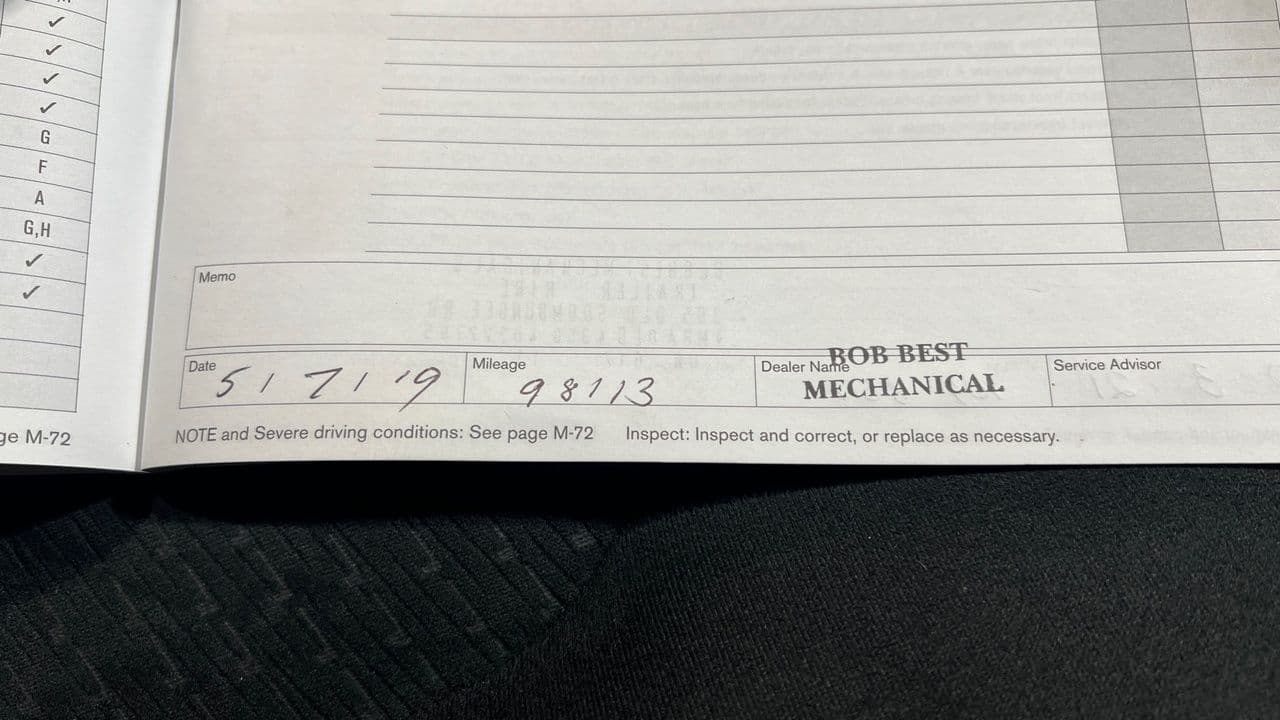 ✓
✓
✓
✓
G
F
A
G,H
✓
✓
ge M-72
Memo
Date 5/7/19
Mileage 98113
Dealer Name BOB BEST
MECHANICAL
Service Advisor
NOTE and Severe driving conditions: See page M-72 Inspect: Inspect and correct, or replace as necessary.